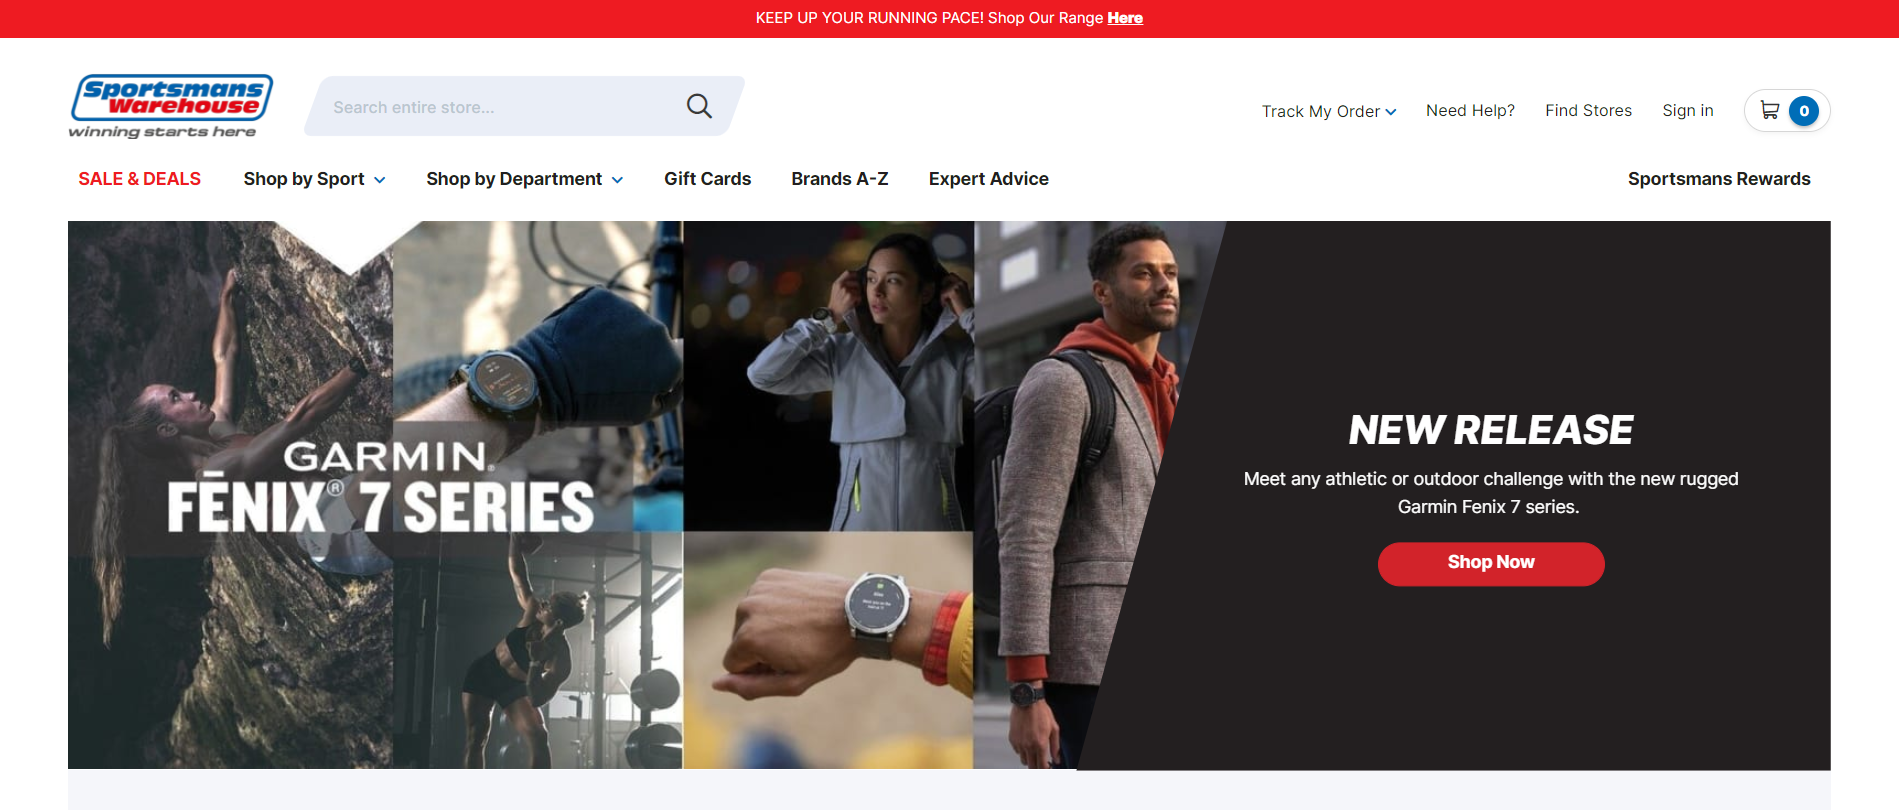 KEEP UP YOUR RUNNING PACE! Shop Our Range Here
Sportsmans
Warehouse
winning starts here
Search entire store...
Track My Order
Need Help?
Find Stores
Sign in
0
SALE & DEALS
Shop by Sport
Shop by Department
Gift Cards
Brands A-Z
Expert Advice
Sportsmans Rewards
GARMIN®
FĒNIX® 7 SERIES
NEW RELEASE
Meet any athletic or outdoor challenge with the new rugged
Garmin Fenix 7 series.
Shop Now